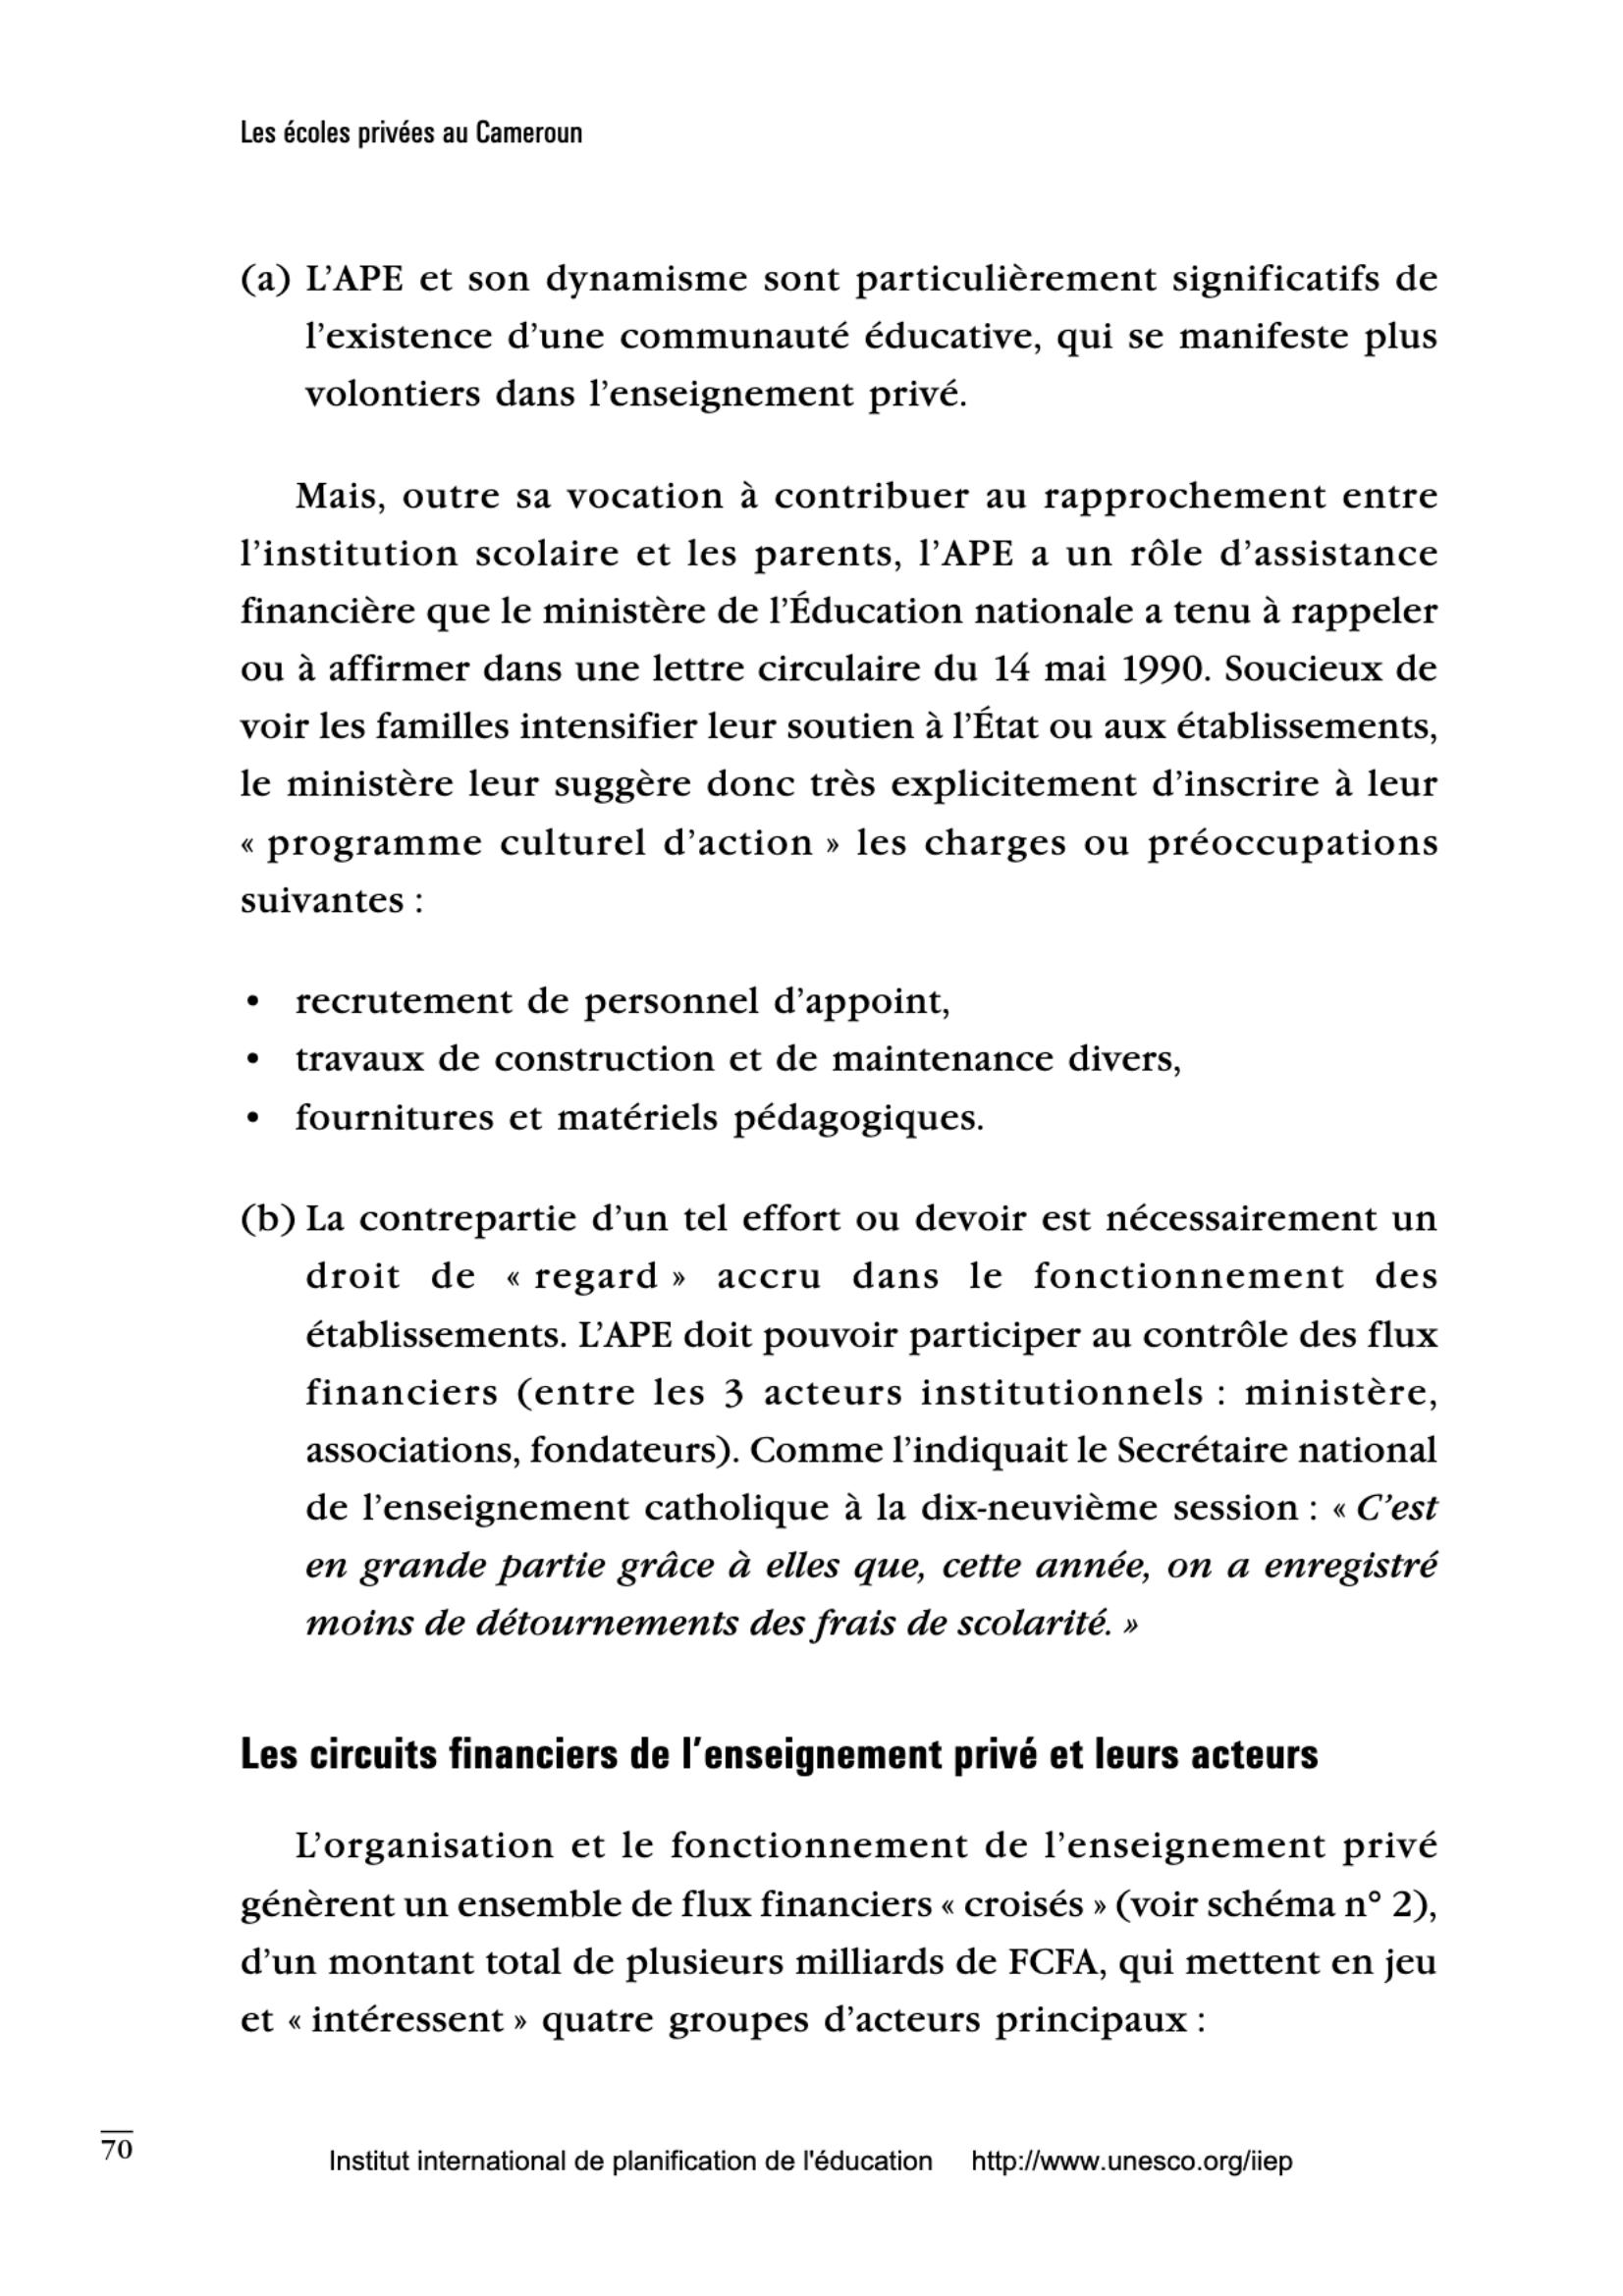 Les écoles privées au Cameroun
(a) L’APE et son dynamisme sont particulièrement significatifs de
l’existence d’une communauté éducative, qui se manifeste plus
volontiers dans l’enseignement privé.
Mais, outre sa vocation à contribuer au rapprochement entre
l’institution scolaire et les parents, l’APE a un rôle d’assistance
financière que le ministère de l’Éducation nationale a tenu à rappeler
ou à affirmer dans une lettre circulaire du 14 mai 1990. Soucieux de
voir les familles intensifier leur soutien à l’État ou aux établissements,
le ministère leur suggère donc très explicitement d’inscrire à leur
« programme culturel d’action » les charges ou préoccupations
suivantes :
• recrutement de personnel d’appoint,
• travaux de construction et de maintenance divers,
• fournitures et matériels pédagogiques.
(b) La contrepartie d’un tel effort ou devoir est nécessairement un
droit de « regard » accru dans le fonctionnement des
établissements. L’APE doit pouvoir participer au contrôle des flux
financiers (entre les 3 acteurs institutionnels : ministère,
associations, fondateurs). Comme l’indiquait le Secrétaire national
de l’enseignement catholique à la dix-neuvième session : « C’est
en grande partie grâce à elles que, cette année, on a enregistré
moins de détournements des frais de scolarité. »
Les circuits financiers de l’enseignement privé et leurs acteurs
L’organisation et le fonctionnement de l’enseignement privé
génèrent un ensemble de flux financiers « croisés » (voir schéma n° 2),
d’un montant total de plusieurs milliards de FCFA, qui mettent en jeu
et « intéressent » quatre groupes d’acteurs principaux :
70
Institut international de planification de l'éducation http://www.unesco.org/iiep